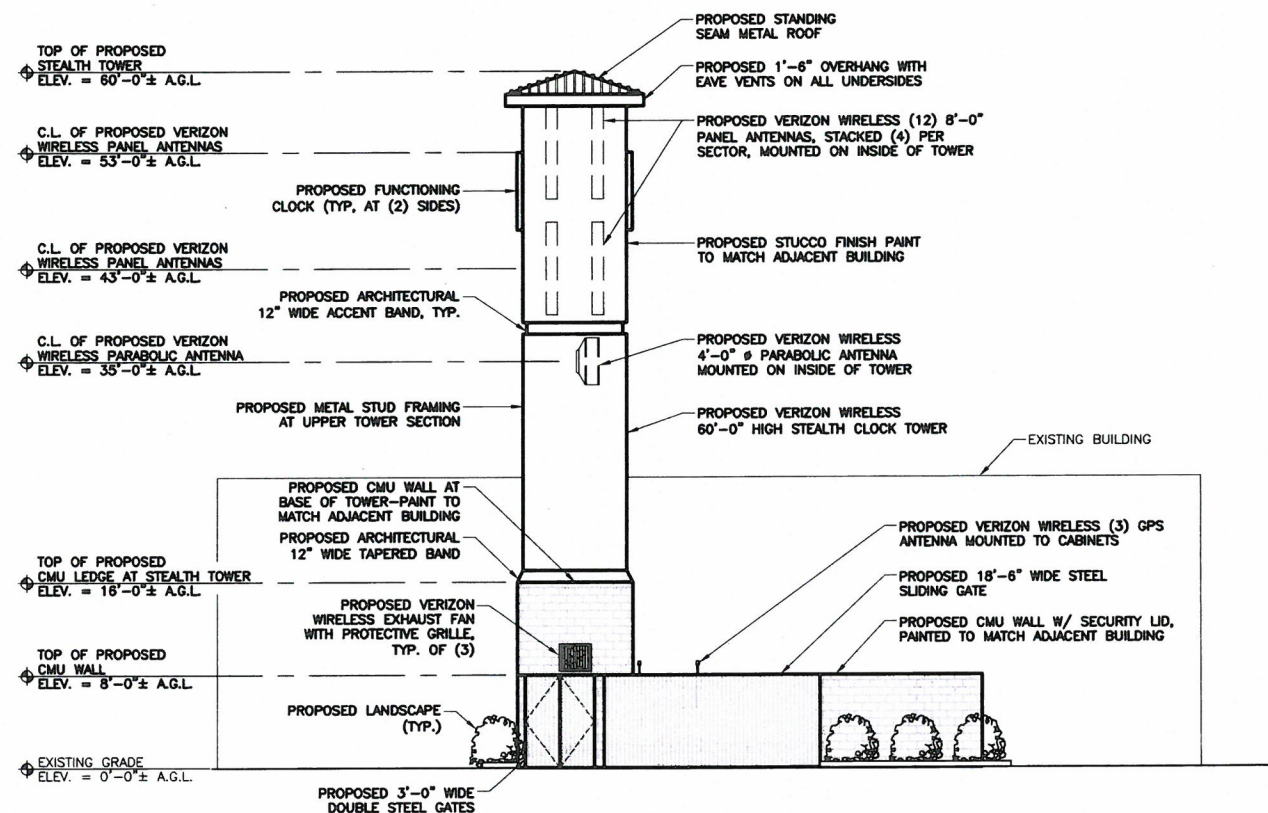 TOP OF PROPOSED
STEALTH TOWER
ELEV. = 60'-0"± A.G.L.
C.L. OF PROPOSED VERIZON
WIRELESS PANEL ANTENNAS
ELEV. = 53'-0"± A.G.L.
C.L. OF PROPOSED VERIZON
WIRELESS PANEL ANTENNAS
ELEV. = 43'-0"± A.G.L.
C.L. OF PROPOSED VERIZON
WIRELESS PARABOLIC ANTENNA
ELEV. = 35'-0"± A.G.L.
TOP OF PROPOSED
CMU LEDGE AT STEALTH TOWER
ELEV. = 16'-0"± A.G.L.
TOP OF PROPOSED
CMU WALL
ELEV. = 8'-0"± A.G.L.
EXISTING GRADE
ELEV. = 0'-0"± A.G.L.
PROPOSED FUNCTIONING
CLOCK (TYP, AT (2) SIDES)
PROPOSED ARCHITECTURAL
12" WIDE ACCENT BAND, TYP.
PROPOSED METAL STUD FRAMING
AT UPPER TOWER SECTION
PROPOSED CMU WALL AT
BASE OF TOWER-PAINT TO
MATCH ADJACENT BUILDING
PROPOSED ARCHITECTURAL
12" WIDE TAPERED BAND
PROPOSED VERIZON
WIRELESS EXHAUST FAN
WITH PROTECTIVE GRILLE,
TYP. OF (3)
PROPOSED LANDSCAPE
(TYP.)
PROPOSED 3'-0" WIDE
DOUBLE STEEL GATES
PROPOSED STANDING
SEAM METAL ROOF
PROPOSED 1'-6" OVERHANG WITH
EAVE VENTS ON ALL UNDERSIDES
PROPOSED VERIZON WIRELESS (12) 8'-0"
PANEL ANTENNAS, STACKED (4) PER
SECTOR, MOUNTED ON INSIDE OF TOWER
PROPOSED STUCCO FINISH PAINT
TO MATCH ADJACENT BUILDING
PROPOSED VERIZON WIRELESS
4'-0" ø PARABOLIC ANTENNA
MOUNTED ON INSIDE OF TOWER
PROPOSED VERIZON WIRELESS
60'-0" HIGH STEALTH CLOCK TOWER
EXISTING BUILDING
PROPOSED VERIZON WIRELESS (3) GPS
ANTENNA MOUNTED TO CABINETS
PROPOSED 18'-6" WIDE STEEL
SLIDING GATE
PROPOSED CMU WALL W/ SECURITY LID,
PAINTED TO MATCH ADJACENT BUILDING